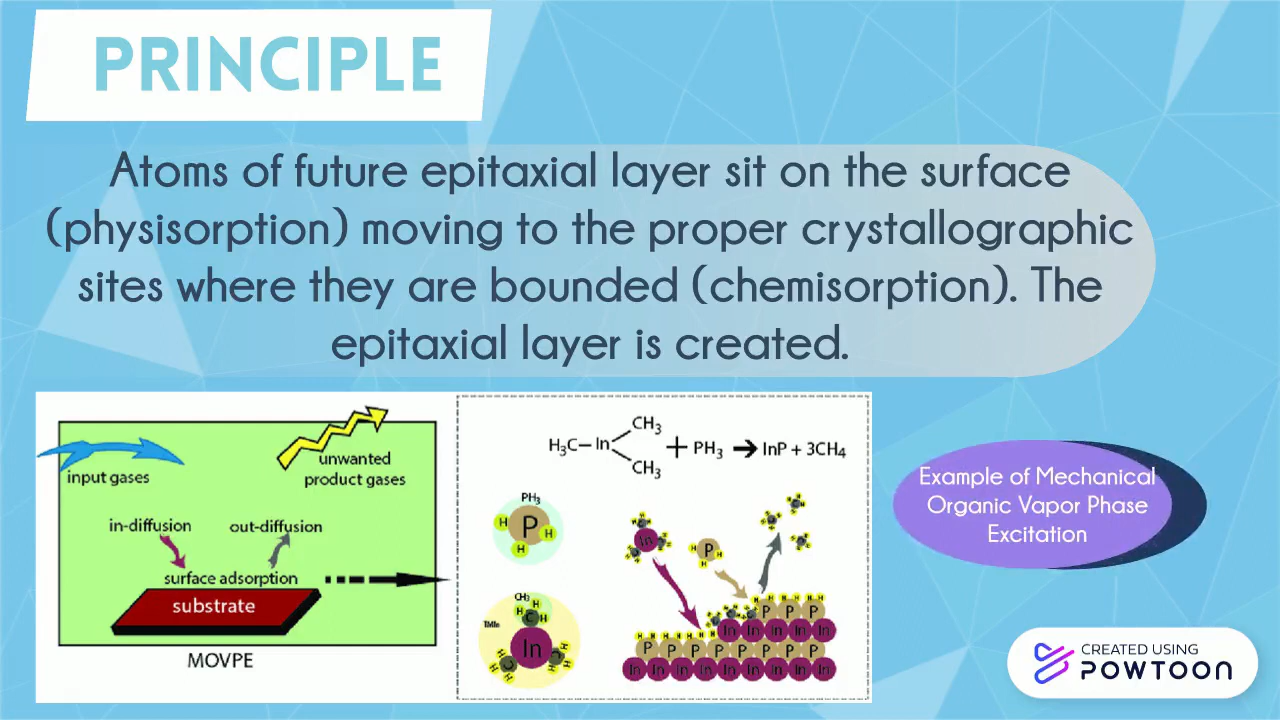 PRINCIPLE
Atoms of future epitaxial layer sit on the surface
(physisorption) moving to the proper crystallographic
sites where they are bounded (chemisorption). The
epitaxial layer is created.
input gases
unwanted
product gases
in-diffusion
out-diffusion
surface adsorption
substrate
MOVPE
CH₃
H₃C-In
CH₃
+ PH₃ → InP + 3CH₄
PH₃
H P H
H
CH₃
H H
C
TMIn
In
H C H
H
H C H
H
In
P
H H
P P P
In In In In In
P P P P P P P P
In In In In In In In In In
Example of Mechanical
Organic Vapor Phase
Excitation
CREATED USING
POWTOON